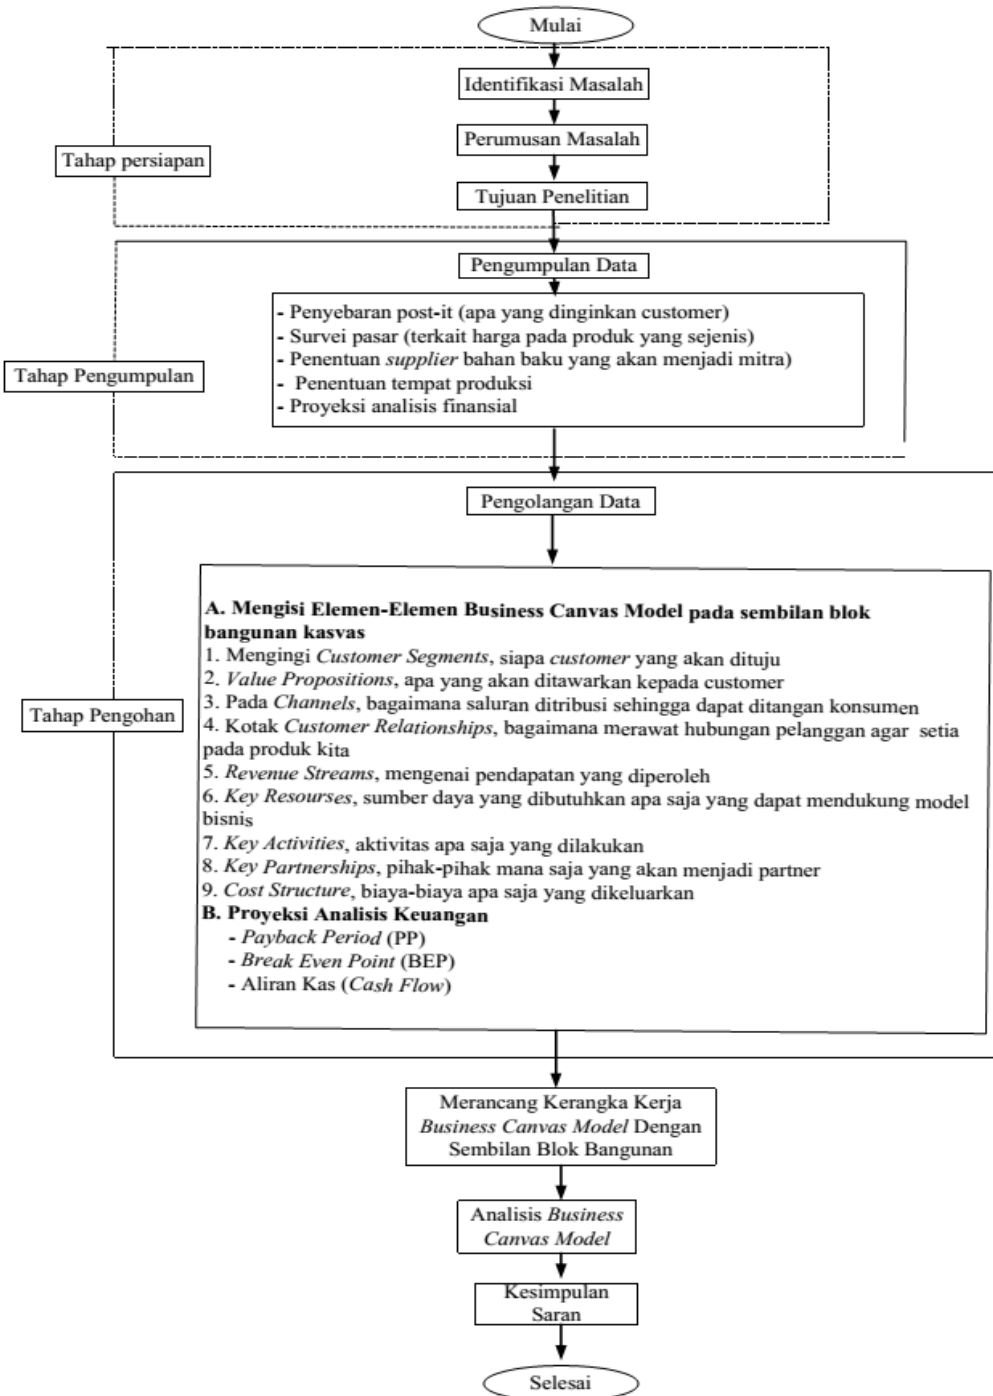 Mulai
Identifikasi Masalah
Perumusan Masalah
Tahap persiapan
Tujuan Penelitian
Pengumpulan Data
- Penyebaran post-it (apa yang dinginkan customer)
- Survei pasar (terkait harga pada produk yang sejenis)
- Penentuan supplier bahan baku yang akan menjadi mitra)
- Penentuan tempat produksi
- Proyeksi analisis finansial
Tahap Pengumpulan
Pengolangan Data
A. Mengisi Elemen-Elemen Business Canvas Model pada sembilan blok
bangunan kasvas
1. Mengingi Customer Segments, siapa customer yang akan dituju
2. Value Propositions, apa yang akan ditawarkan kepada customer
3. Pada Channels, bagaimana saluran ditribusi sehingga dapat ditangan konsumen
4. Kotak Customer Relationships, bagaimana merawat hubungan pelanggan agar setia
pada produk kita
5. Revenue Streams, mengenai pendapatan yang diperoleh
6. Key Resourses, sumber daya yang dibutuhkan apa saja yang dapat mendukung model
bisnis
7. Key Activities, aktivitas apa saja yang dilakukan
8. Key Partnerships, pihak-pihak mana saja yang akan menjadi partner
9. Cost Structure, biaya-biaya apa saja yang dikeluarkan
B. Proyeksi Analisis Keuangan
- Payback Period (PP)
- Break Even Point (BEP)
- Aliran Kas (Cash Flow)
Tahap Pengohan
Merancang Kerangka Kerja
Business Canvas Model Dengan
Sembilan Blok Bangunan
Analisis Business
Canvas Model
Kesimpulan
Saran
Selesai